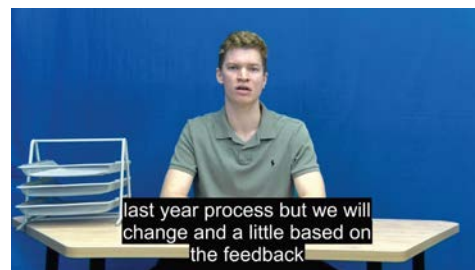 last year process but we will
change and a little based on
the feedback